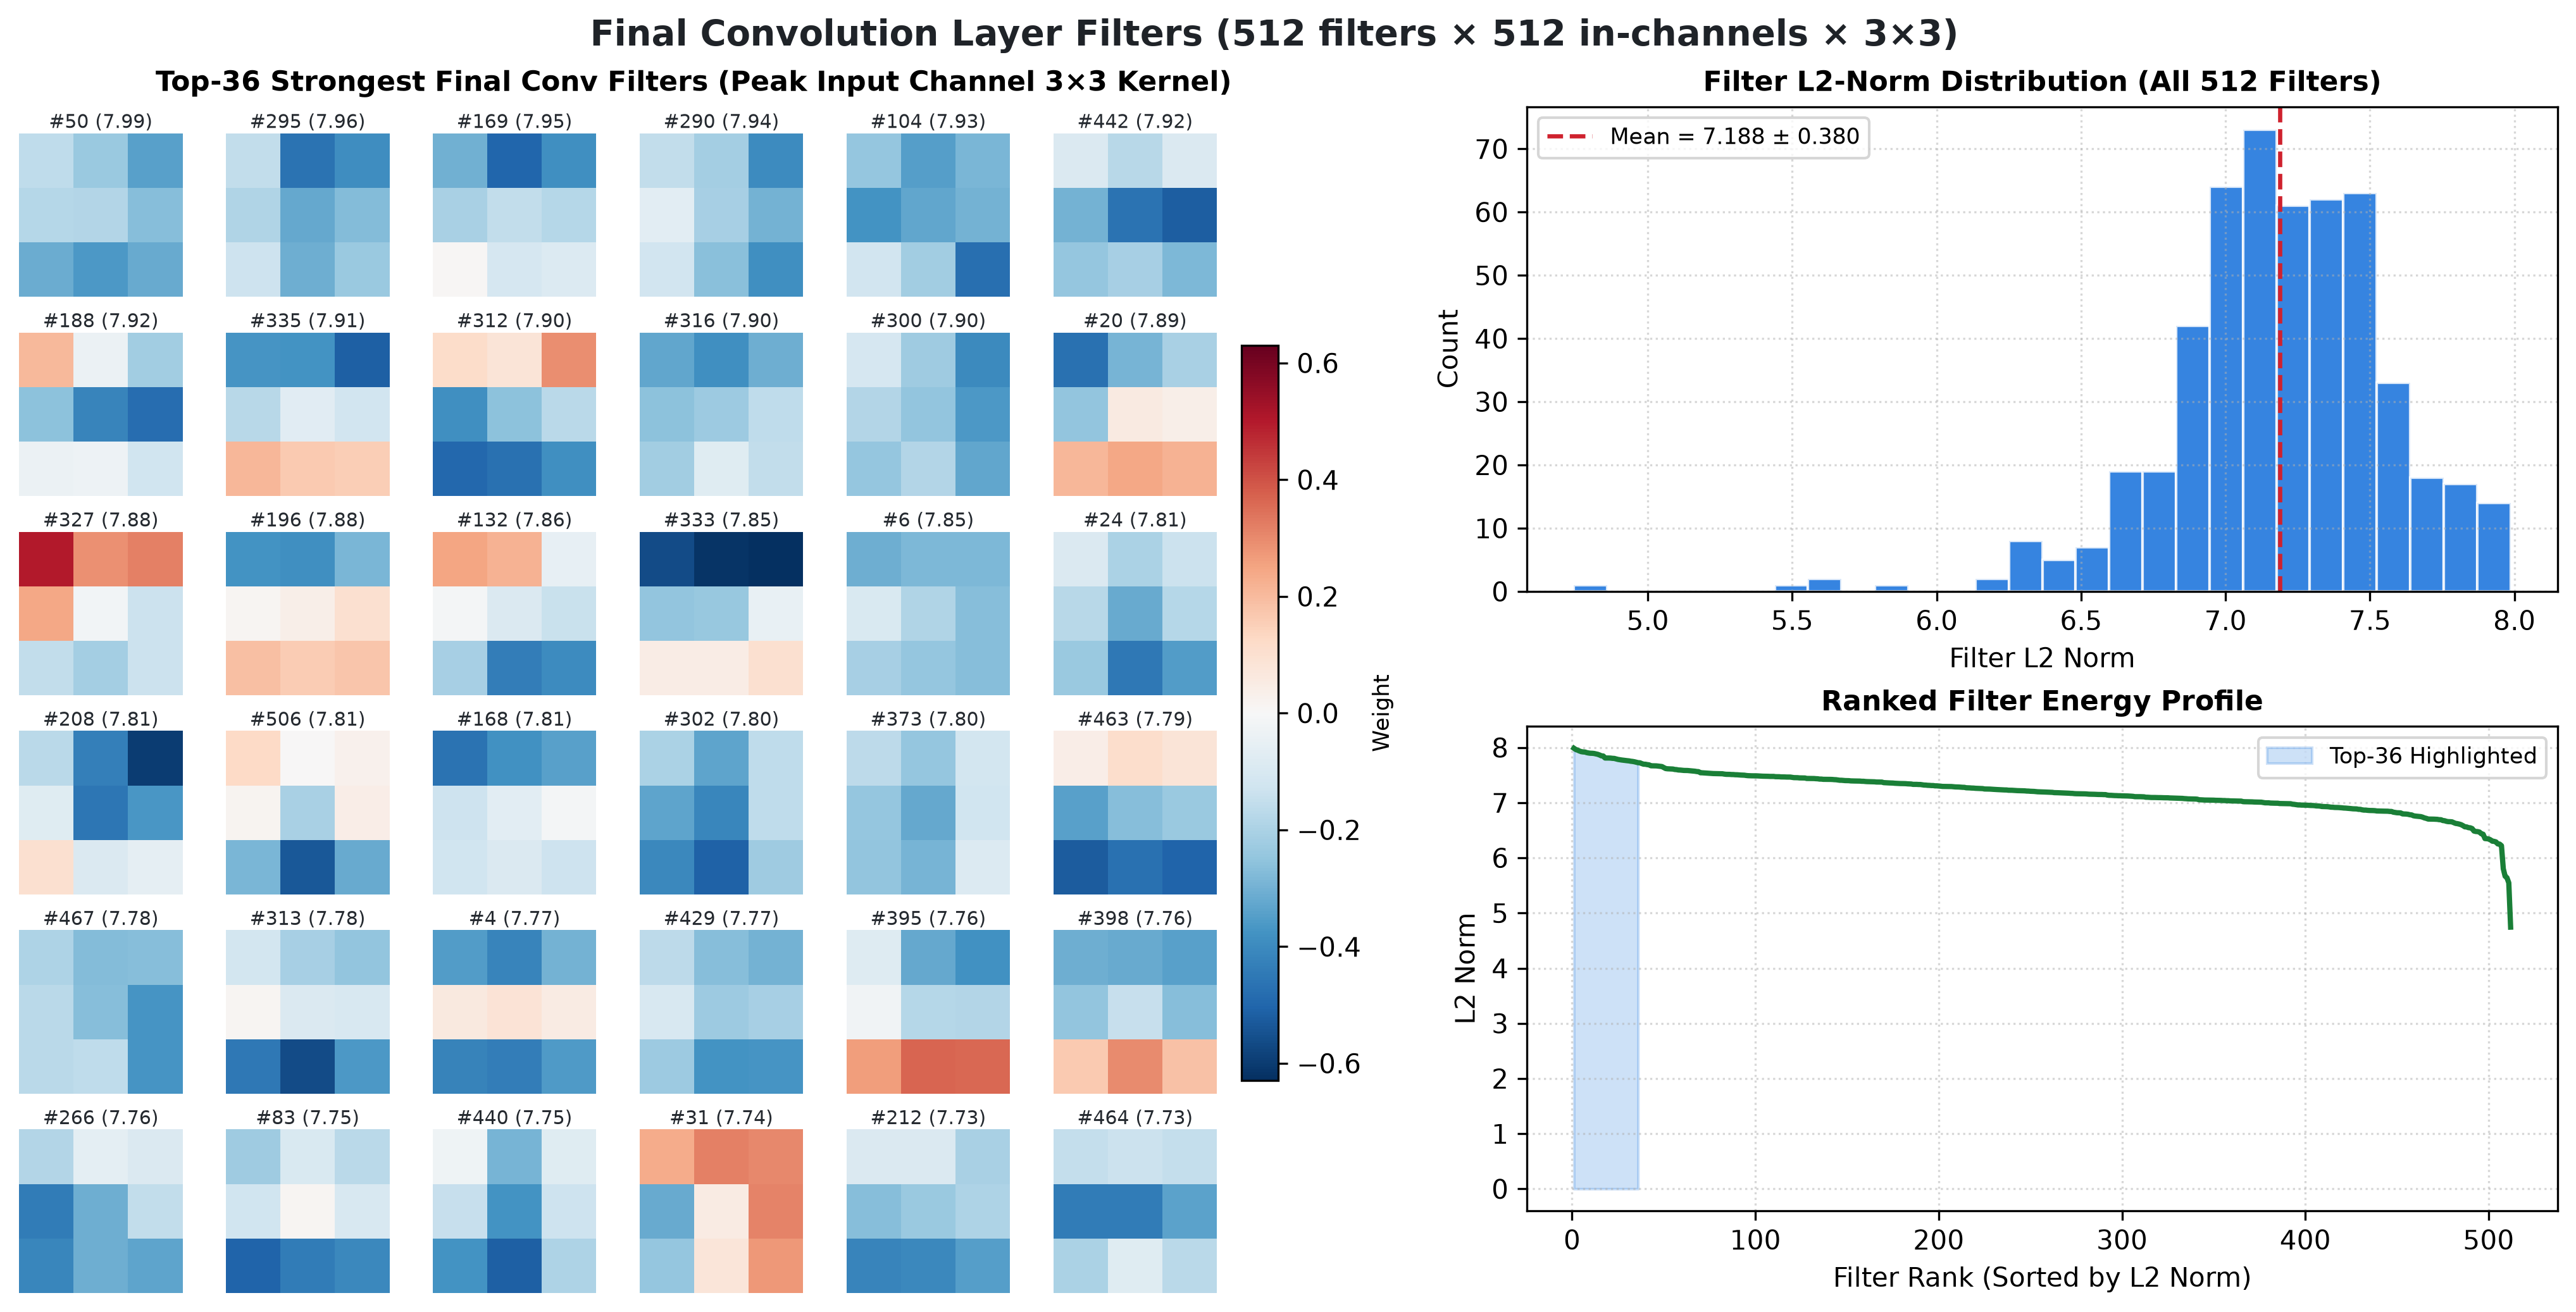 Final Convolution Layer Filters (512 filters × 512 in-channels × 3×3)
Top-36 Strongest Final Conv Filters (Peak Input Channel 3×3 Kernel)
#50 (7.99) #295 (7.96) #169 (7.95) #290 (7.94) #104 (7.93) #442 (7.92)
#188 (7.92) #335 (7.91) #312 (7.90) #316 (7.90) #300 (7.90) #20 (7.89)
#327 (7.88) #196 (7.88) #132 (7.86) #333 (7.85) #6 (7.85) #24 (7.81)
#208 (7.81) #506 (7.81) #168 (7.81) #302 (7.80) #373 (7.80) #463 (7.79)
#467 (7.78) #313 (7.78) #4 (7.77) #429 (7.77) #395 (7.76) #398 (7.76)
#266 (7.76) #83 (7.75) #440 (7.75) #31 (7.74) #212 (7.73) #464 (7.73)
0.6
0.4
0.2
0.0
−0.2
−0.4
−0.6
Weight
Filter L2-Norm Distribution (All 512 Filters)
Mean = 7.188 ± 0.380
70
60
50
40
30
20
10
0
Count
5.0 5.5 6.0 6.5 7.0 7.5 8.0
Filter L2 Norm
Ranked Filter Energy Profile
Top-36 Highlighted
8
7
6
5
4
3
2
1
0
L2 Norm
0 100 200 300 400 500
Filter Rank (Sorted by L2 Norm)